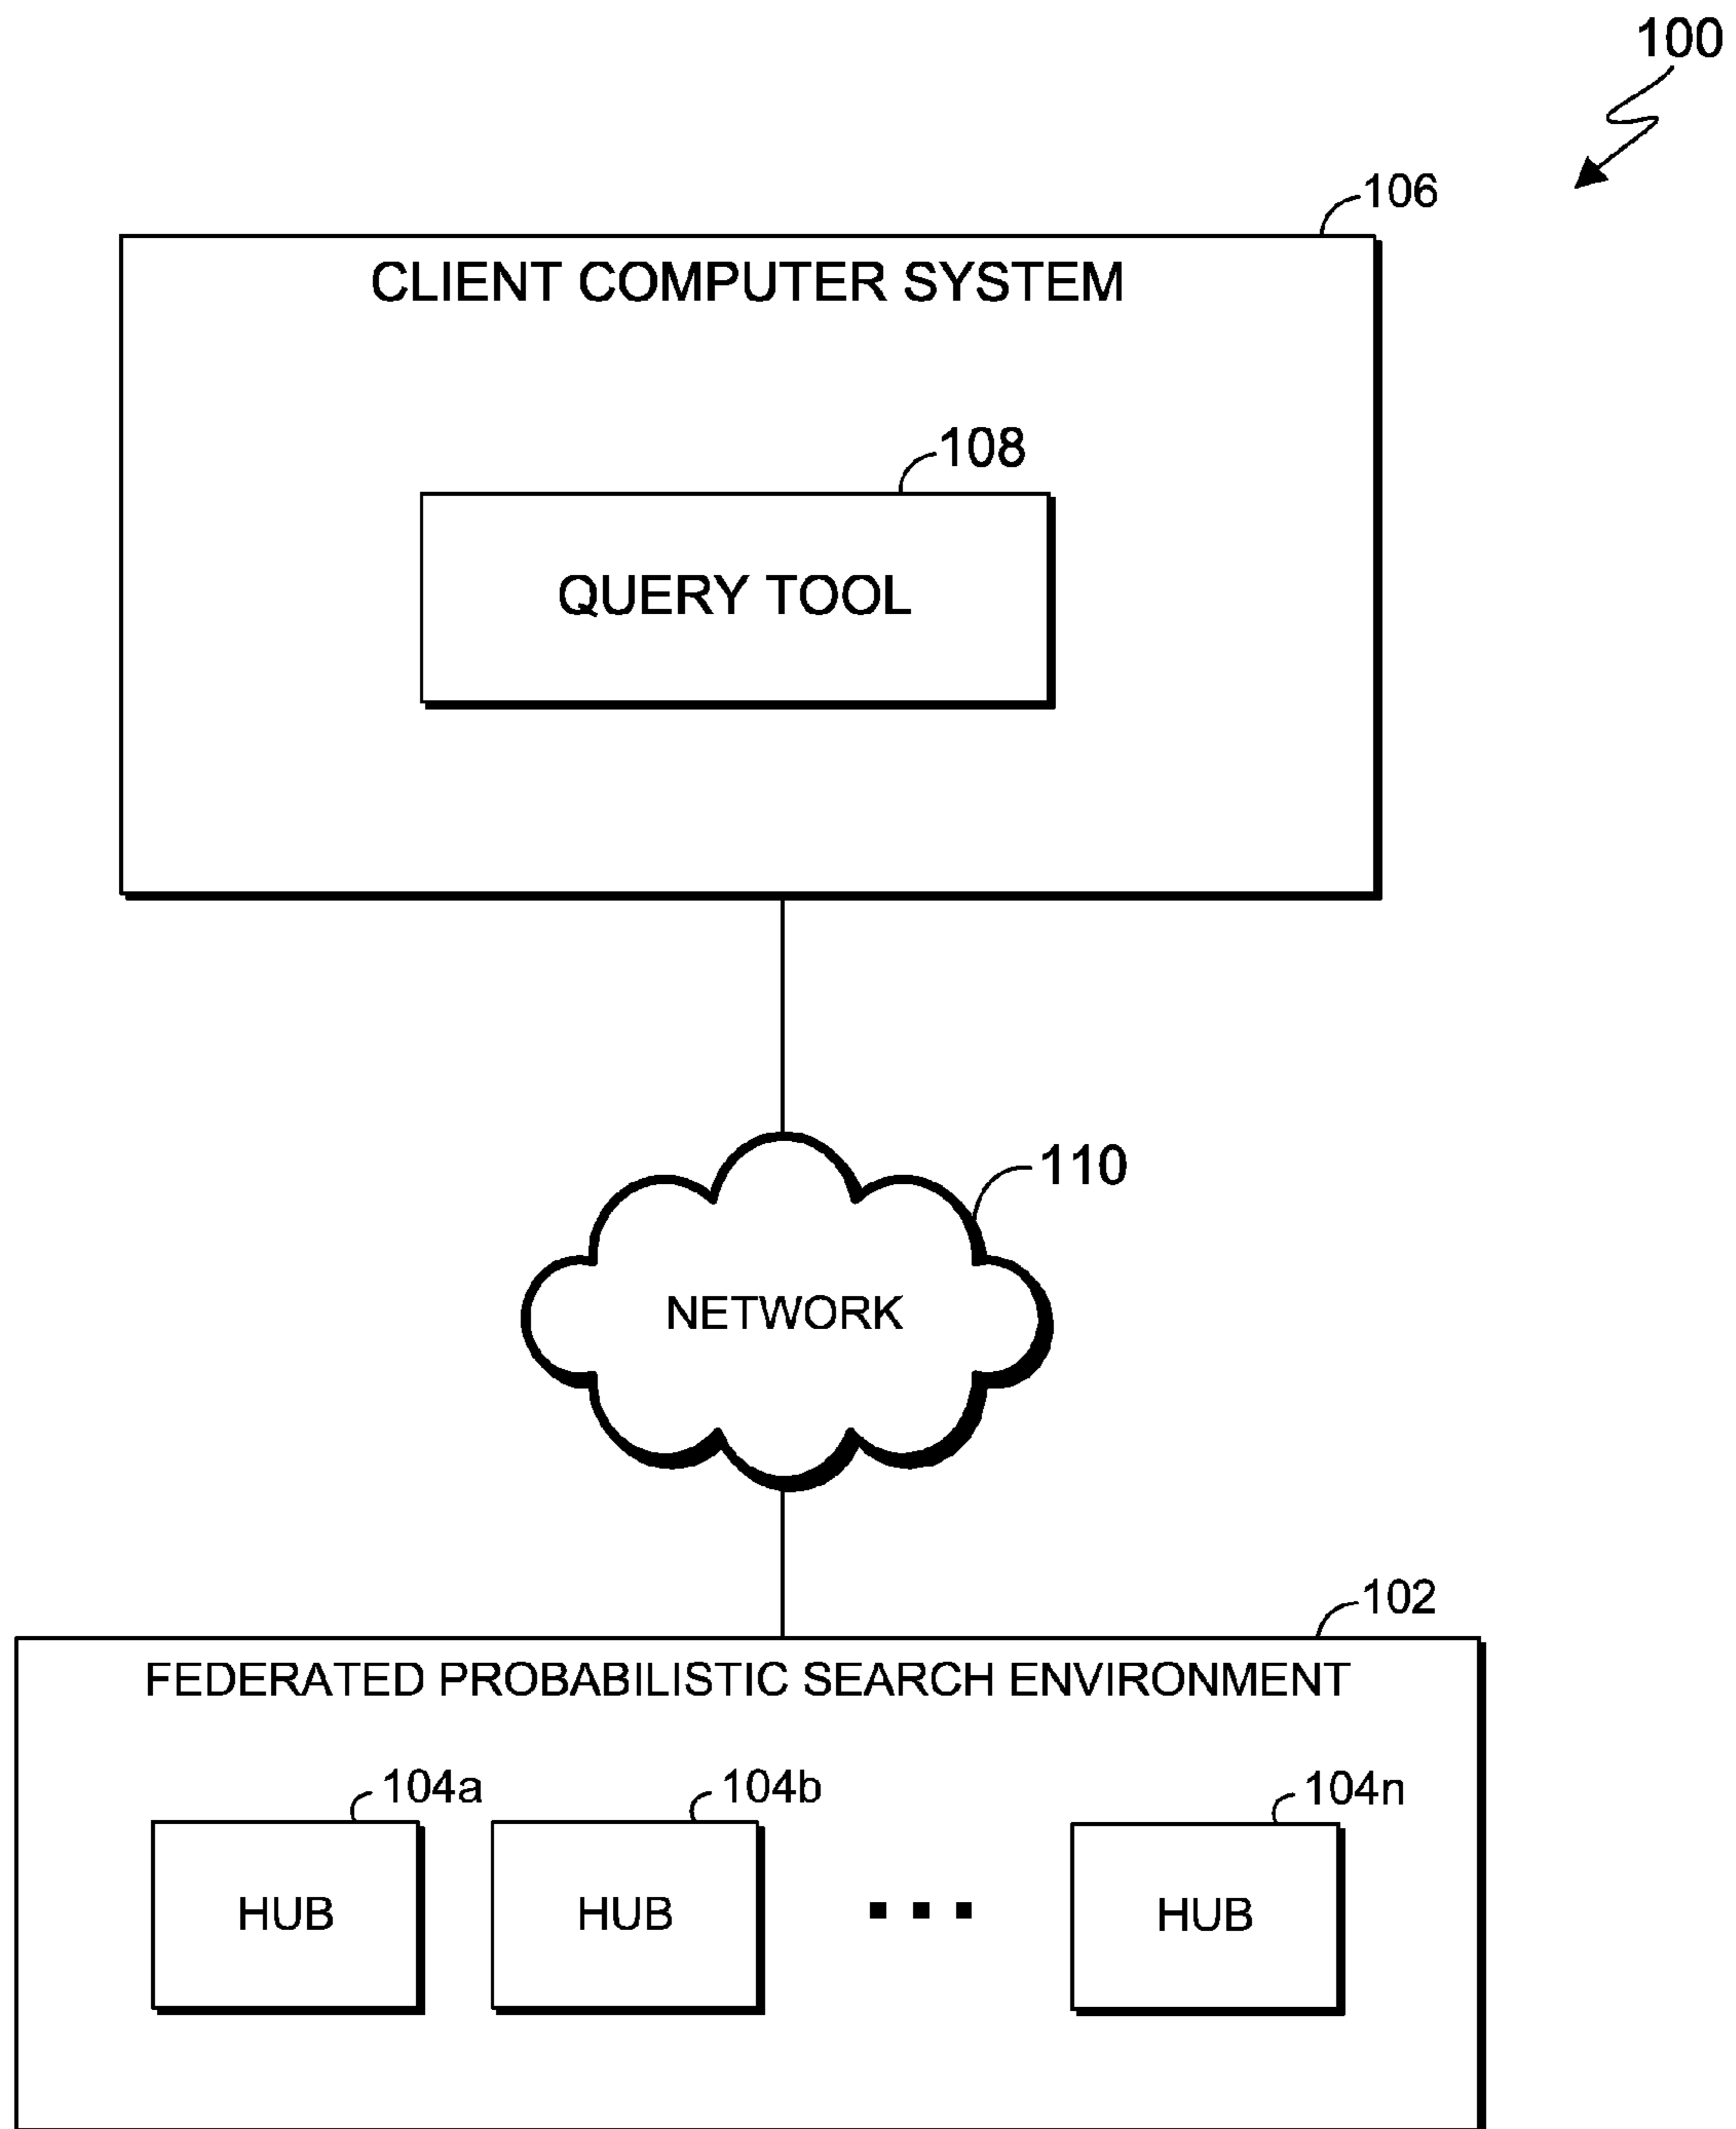 100
106
CLIENT COMPUTER SYSTEM
108
QUERY TOOL
110
NETWORK
102
FEDERATED PROBABILISTIC SEARCH ENVIRONMENT
104a
104b
104n
HUB
HUB
HUB